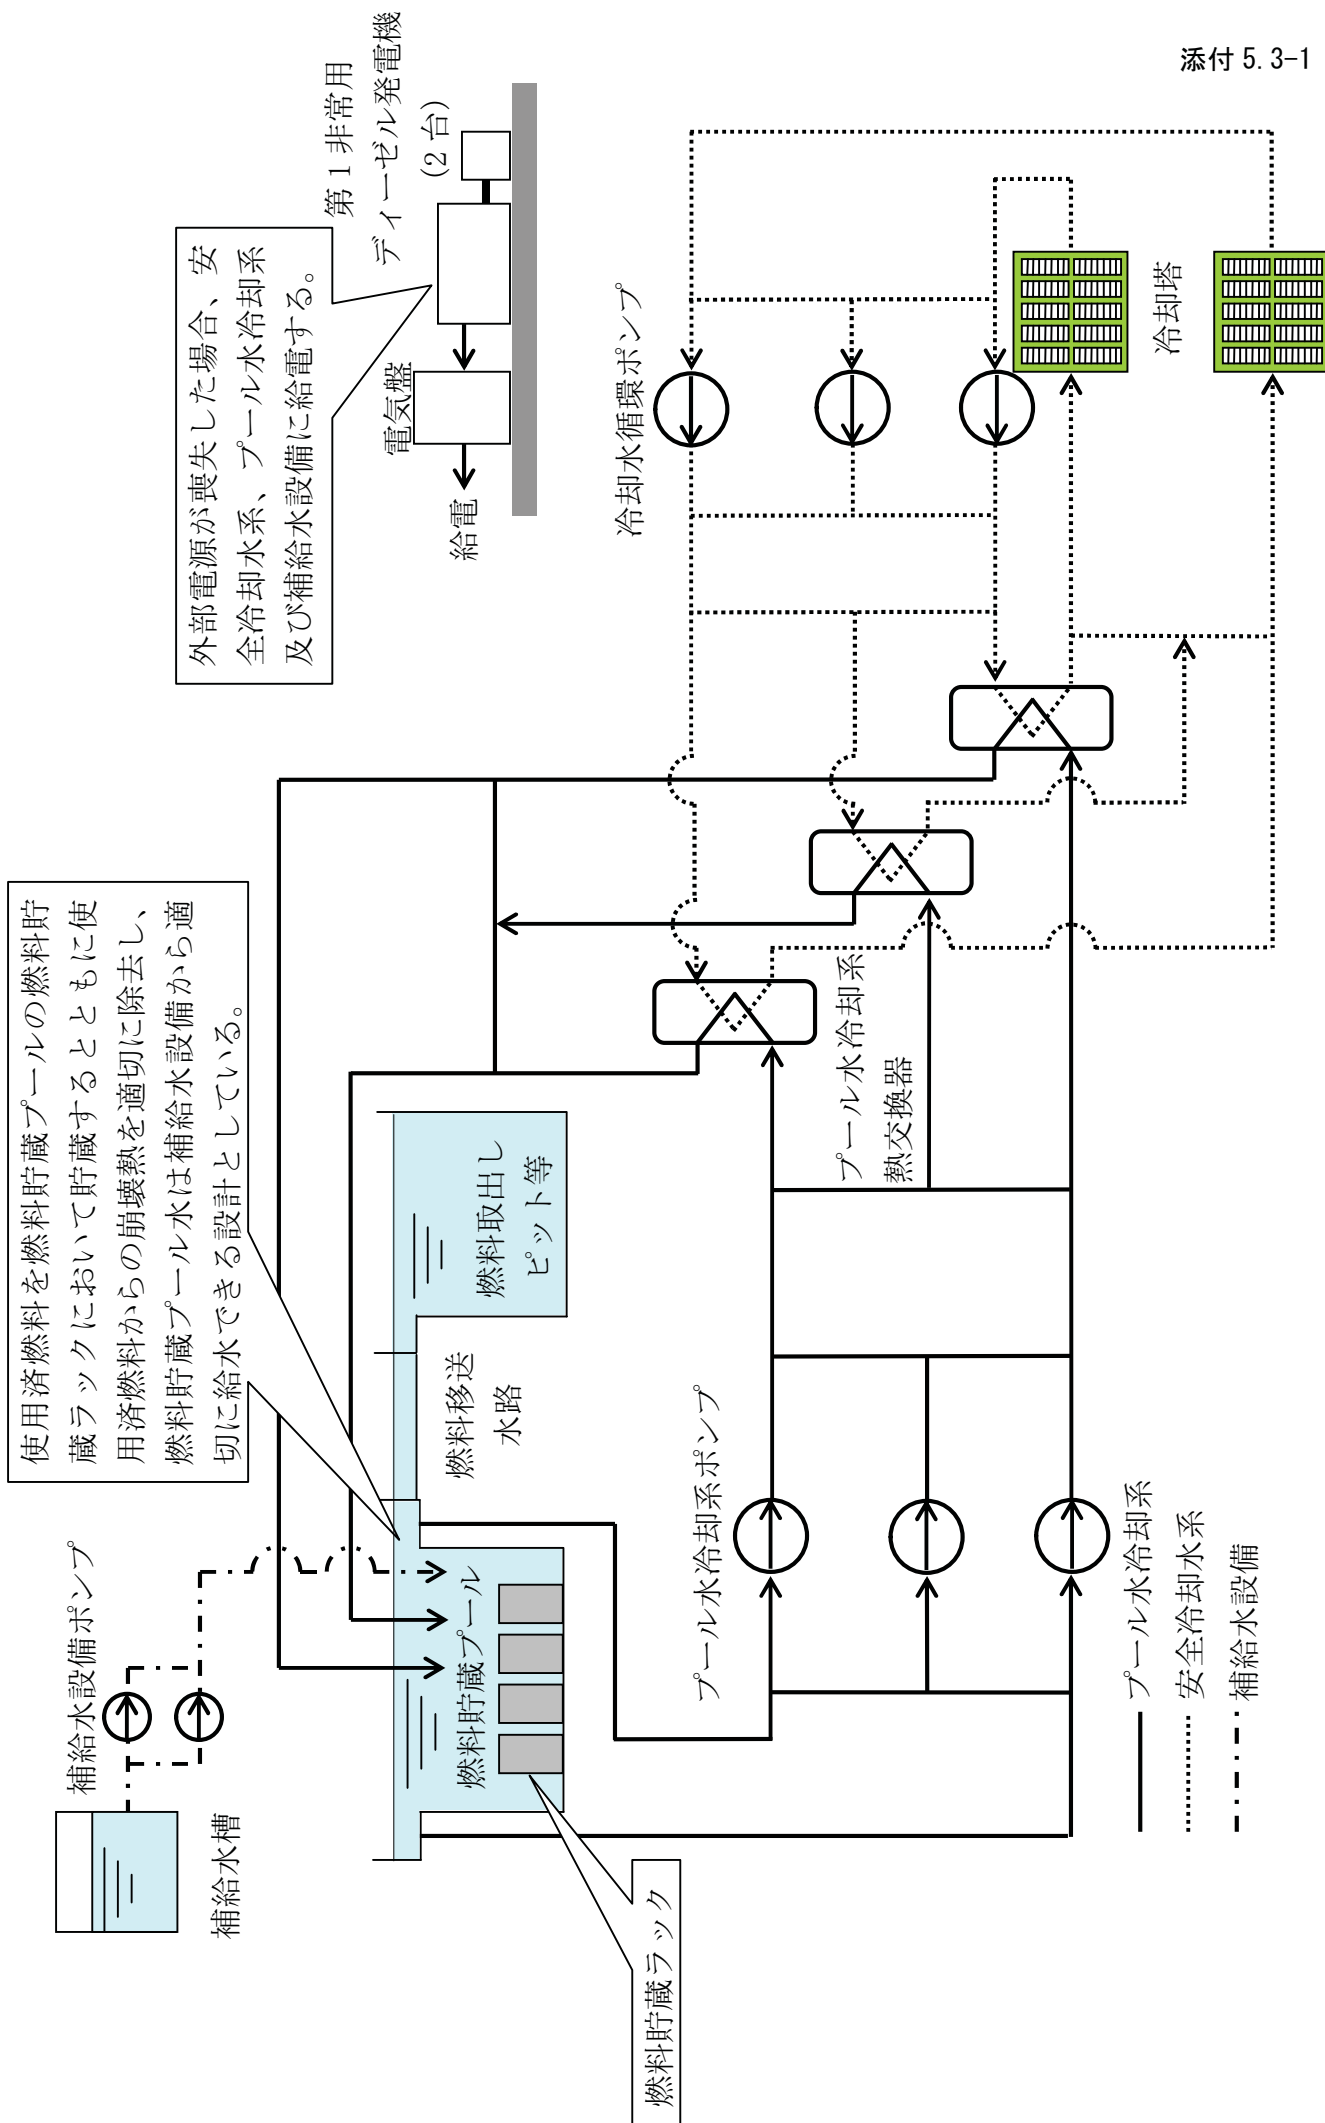 添付 5.3-1
使用済燃料を燃料貯蔵プールの燃料貯
蔵ラックにおいて貯蔵するとともに使
用済燃料からの崩壊熱を適切に除去し、
燃料貯蔵プール水は補給水設備から適
切に給水できる設計としている。
外部電源が喪失した場合、安
全冷却水系、プール水冷却系
及び補給水設備に給電する。
第1非常用
ディーゼル発電機
(2台)
電気盤
給電
補給水設備ポンプ
補給水槽
燃料貯蔵プール
燃料移送
水路
燃料取出し
ピット等
燃料貯蔵ラック
プール水冷却系ポンプ
プール水冷却系
熱交換器
冷却水循環ポンプ
冷却塔
プール水冷却系
安全冷却水系
補給水設備